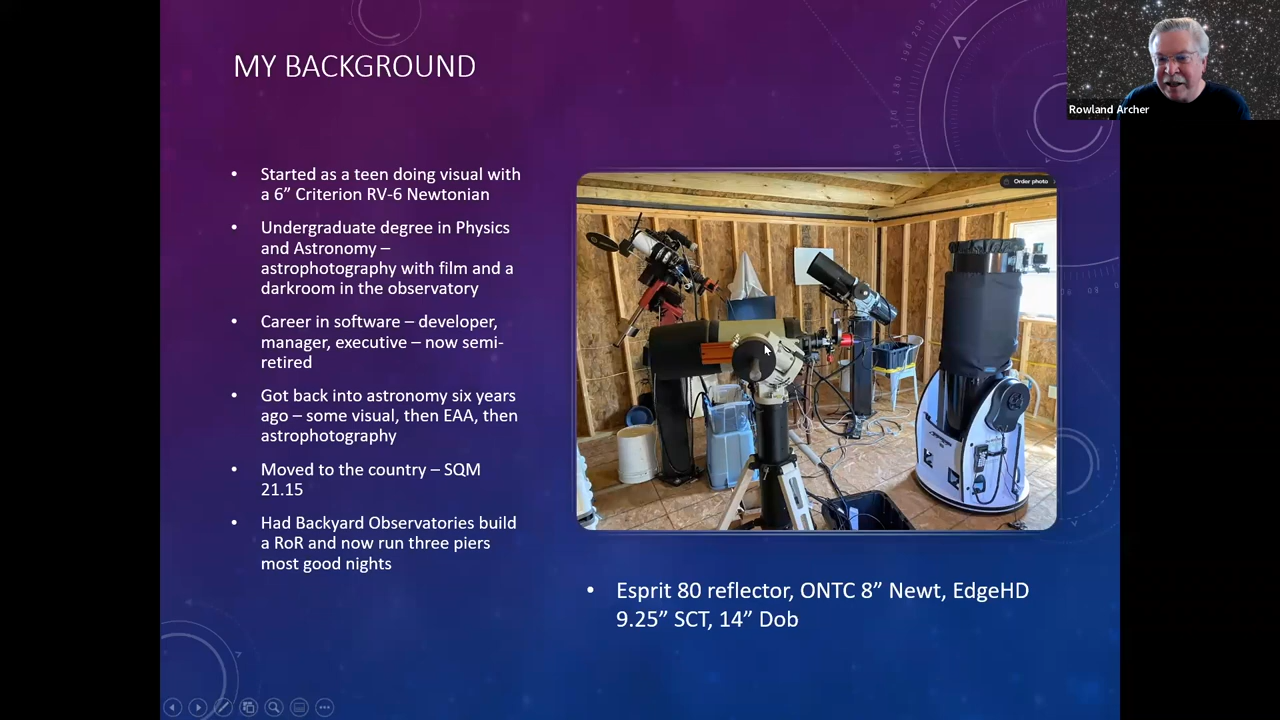 MY BACKGROUND
Rowland Archer
• Started as a teen doing visual with
a 6” Criterion RV-6 Newtonian
• Undergraduate degree in Physics
and Astronomy –
astrophotography with film and a
darkroom in the observatory
• Career in software – developer,
manager, executive – now semi-
retired
• Got back into astronomy six years
ago – some visual, then EAA, then
astrophotography
• Moved to the country – SQM
21.15
• Had Backyard Observatories build
a RoR and now run three piers
most good nights
Order photo
• Esprit 80 reflector, ONTC 8” Newt, EdgeHD
9.25” SCT, 14” Dob